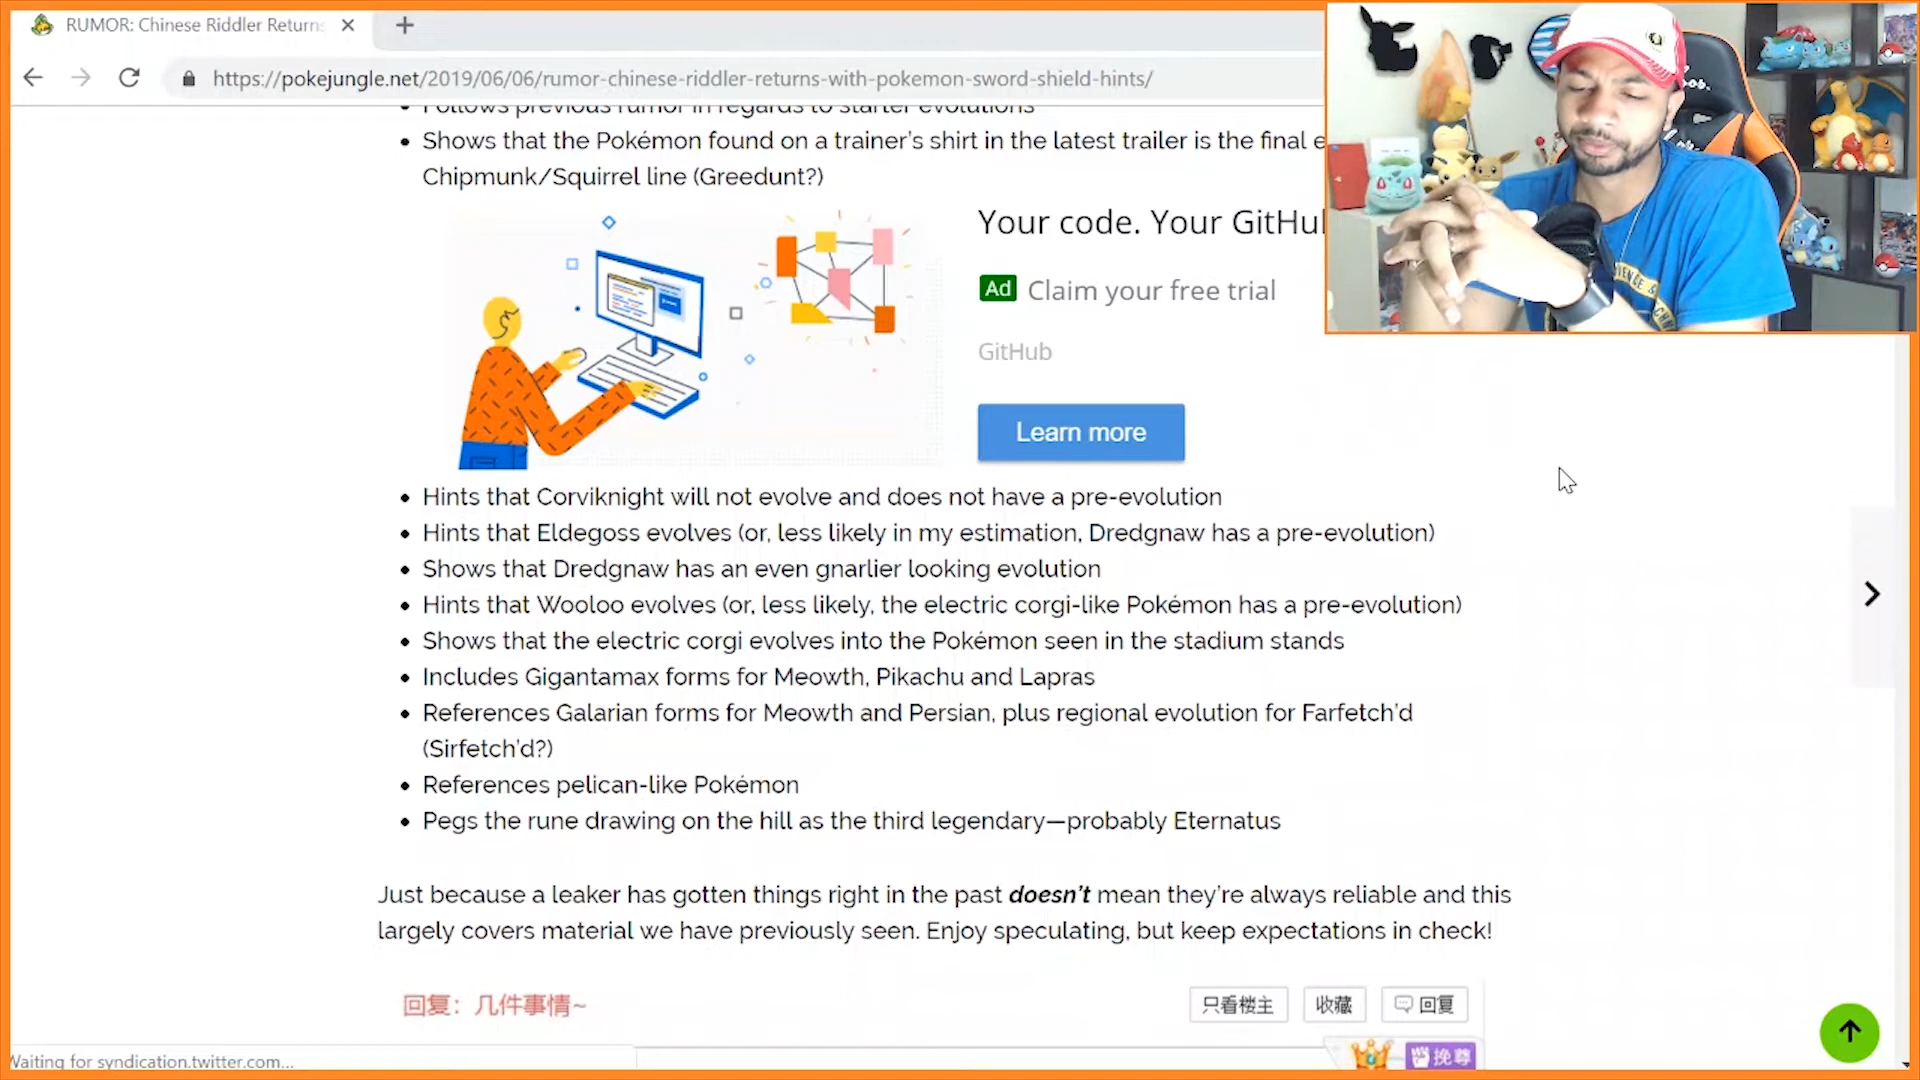 RUMOR: Chinese Riddler Returns
https://pokejungle.net/2019/06/06/rumor-chinese-riddler-returns-with-pokemon-sword-shield-hints/
Follows previous rumor in regards to starter evolutions
Shows that the Pokémon found on a trainer's shirt in the latest trailer is the final e
Chipmunk/Squirrel line (Greedunt?)
Your code. Your GitHu
Ad Claim your free trial
GitHub
Learn more
Hints that Corviknight will not evolve and does not have a pre-evolution
Hints that Eldegoss evolves (or, less likely in my estimation, Dredgnaw has a pre-evolution)
Shows that Dredgnaw has an even gnarlier looking evolution
Hints that Wooloo evolves (or, less likely, the electric corgi-like Pokémon has a pre-evolution)
Shows that the electric corgi evolves into the Pokémon seen in the stadium stands
Includes Gigantamax forms for Meowth, Pikachu and Lapras
References Galarian forms for Meowth and Persian, plus regional evolution for Farfetch'd
(Sirfetch'd?)
References pelican-like Pokémon
Pegs the rune drawing on the hill as the third legendary—probably Eternatus
Just because a leaker has gotten things right in the past doesn't mean they're always reliable and this
largely covers material we have previously seen. Enjoy speculating, but keep expectations in check!
回复：几件事情~ 只看楼主 收藏 回复
Waiting for syndication.twitter.com...